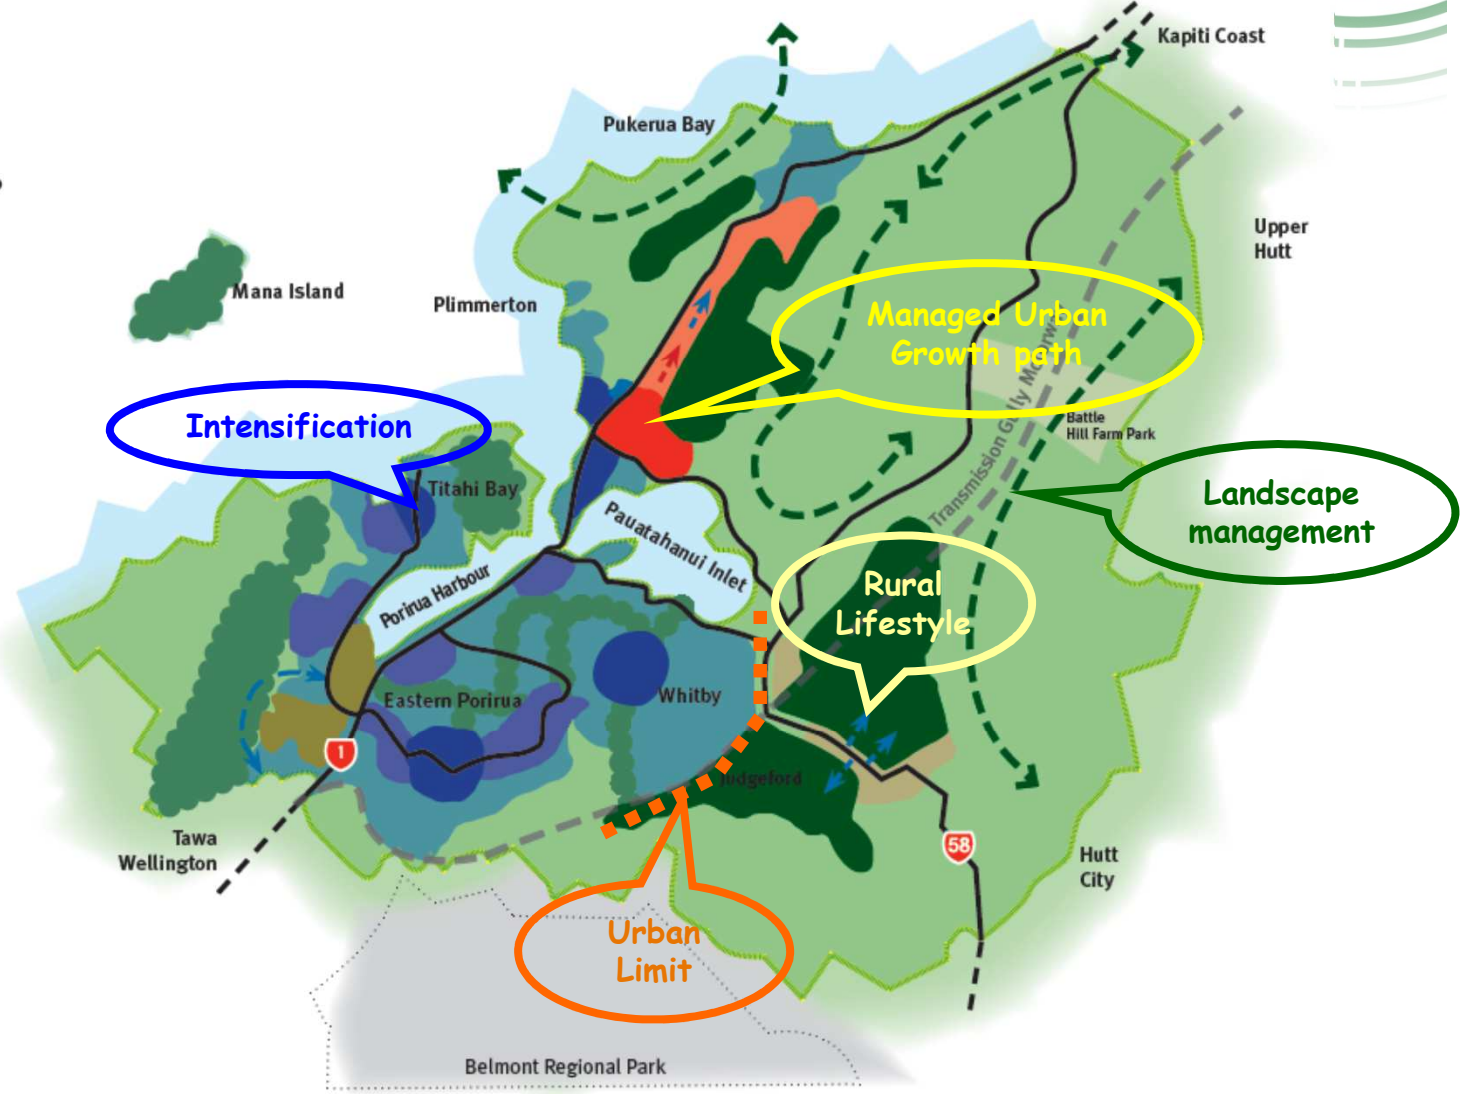 Kapiti Coast
Pukerua Bay
Upper
Hutt
Mana Island
Plimmerton
Managed Urban
Growth path
Transmission Gully Motorway
Battle
Hill Farm Park
Intensification
Titahi Bay
Landscape
management
Pauatahanui Inlet
Porirua Harbour
Rural
Lifestyle
Eastern Porirua
Whitby
1
Judgeford
Tawa
Wellington
58
Hutt
City
Urban
Limit
Belmont Regional Park